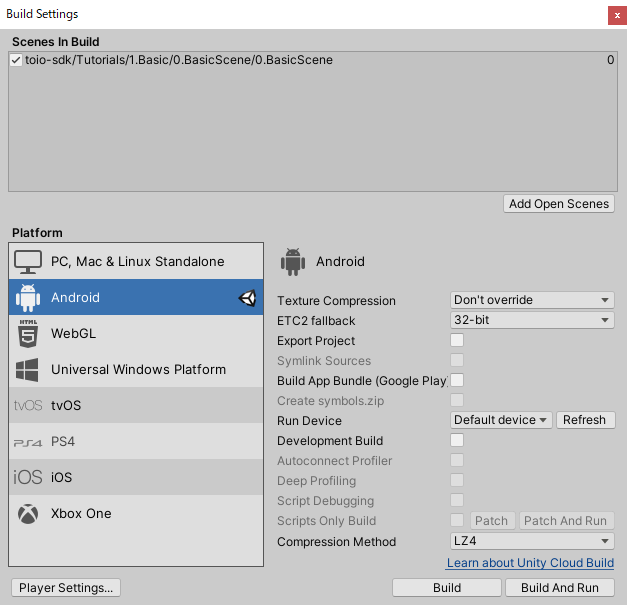 Build Settings
x
Scenes In Build
toio-sdk/Tutorials/1.Basic/0.BasicScene/0.BasicScene 0
Add Open Scenes
Platform
PC, Mac & Linux Standalone
Android
HTML 5 WebGL
Universal Windows Platform
tvOS tvOS
PS4 PS4
iOS iOS
Xbox One
Android
Texture Compression Don't override
ETC2 fallback 32-bit
Export Project
Symlink Sources
Build App Bundle (Google Play)
Create symbols.zip
Run Device Default device Refresh
Development Build
Autoconnect Profiler
Deep Profiling
Script Debugging
Scripts Only Build Patch Patch And Run
Compression Method LZ4
Learn about Unity Cloud Build
Player Settings... Build Build And Run